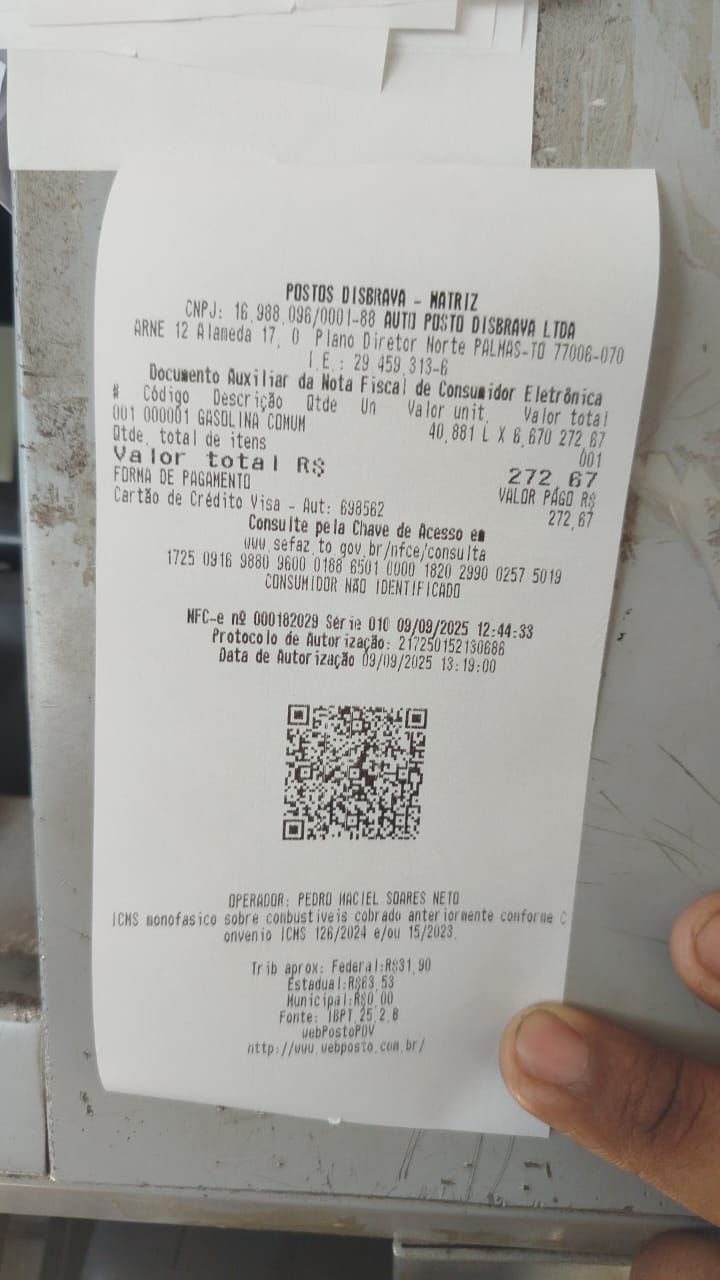 POSTOS DISBRAVA - MATRIZ
CNPJ: 16.988.096/0001-88 AUTO POSTO DISBRAVA LTDA
ARNE 12 Alameda 17, 0 Plano Diretor Norte PALMAS-TO 77006-070
I.E.: 29.459.313-6
Documento Auxiliar da Nota Fiscal de Consumidor Eletrônica
# Código Descrição Qtde Un Valor unit. Valor total
001 000001 GASOLINA COMUM
40,881 L X 6,670 272,67
Qtde. total de itens 001
Valor total R$ 272,67
FORMA DE PAGAMENTO VALOR PAGO R$
Cartão de Crédito Visa - Aut: 698562 272,67
Consulte pela Chave de Acesso em
www.sefaz.to.gov.br/nfce/consulta
1725 0916 9880 9600 0188 6501 0000 1820 2990 0257 5019
CONSUMIDOR NÃO IDENTIFICADO
NFC-e nº 000182029 Série 010 09/09/2025 12:44:33
Protocolo de Autorização: 217250152130686
Data de Autorização 09/09/2025 13:19:00
OPERADOR: PEDRO MACIEL SOARES NETO
ICMS monofasico sobre combustiveis cobrado anteriormente conforme C
onvenio ICMS 126/2024 e/ou 15/2023.
Trib aprox: Federal:R$31,90
Estadual:R$63,53
Municipal:R$0,00
Fonte: IBPT 25.2.B
webPostoPDV
http://www.webposto.com.br/